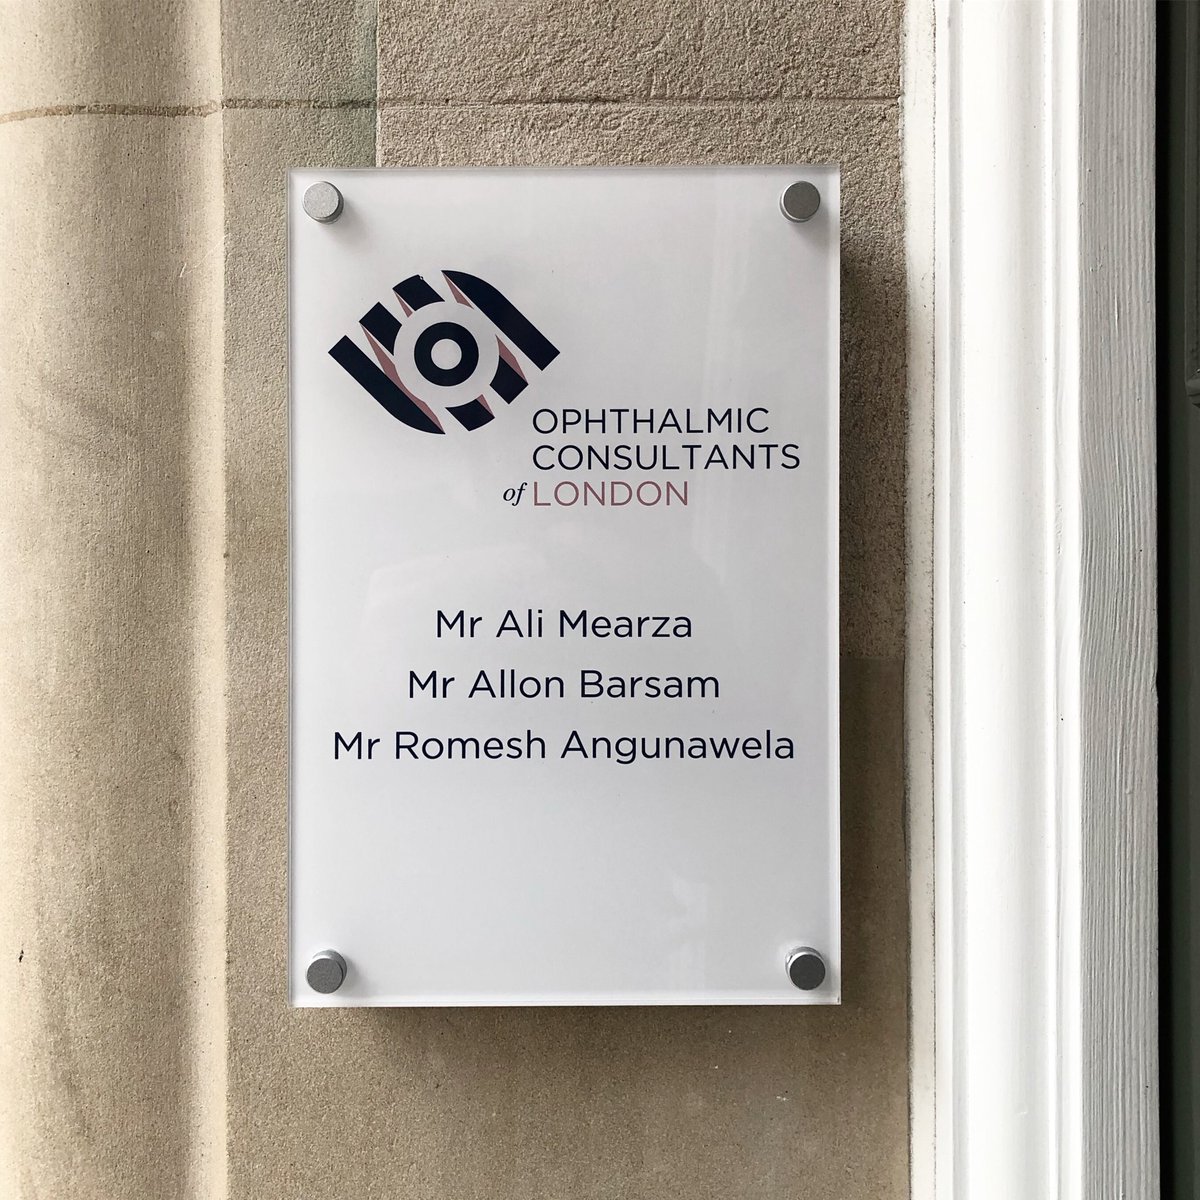 OPHTHALMIC
CONSULTANTS
of LONDON
Mr Ali Mearza
Mr Allon Barsam
Mr Romesh Angunawela